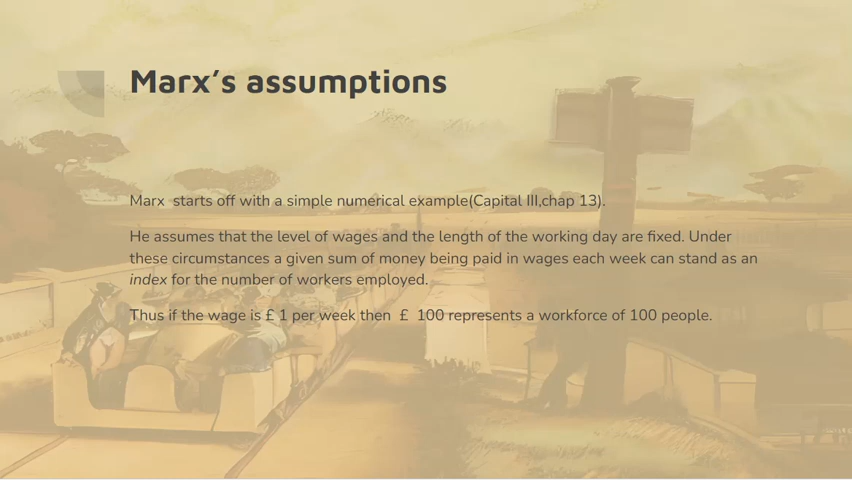 Marx's assumptions
Marx  starts off with a simple numerical example(Capital III,chap 13).
He assumes that the level of wages and the length of the working day are fixed. Under
these circumstances a given sum of money being paid in wages each week can stand as an
index for the number of workers employed.
Thus if the wage is £ 1 per week then  £  100 represents a workforce of 100 people.